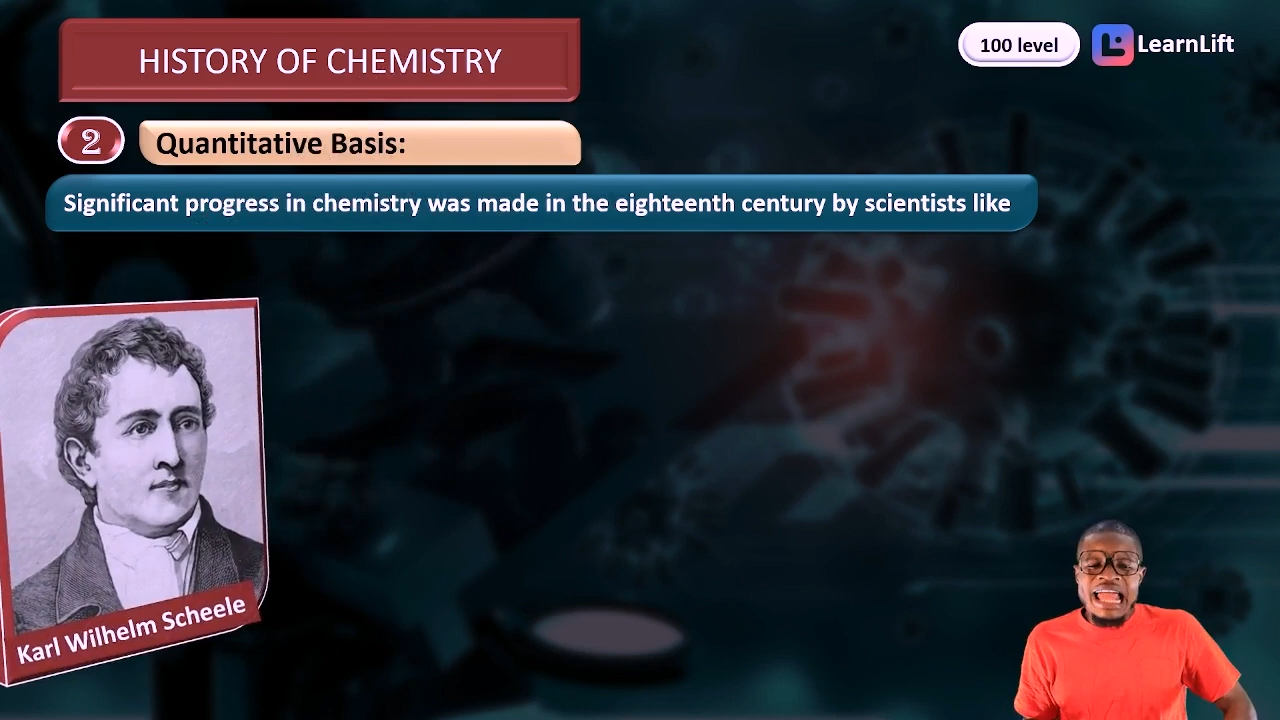 HISTORY OF CHEMISTRY
100 level
LearnLift
2
Quantitative Basis:
Significant progress in chemistry was made in the eighteenth century by scientists like
Karl Wilhelm Scheele